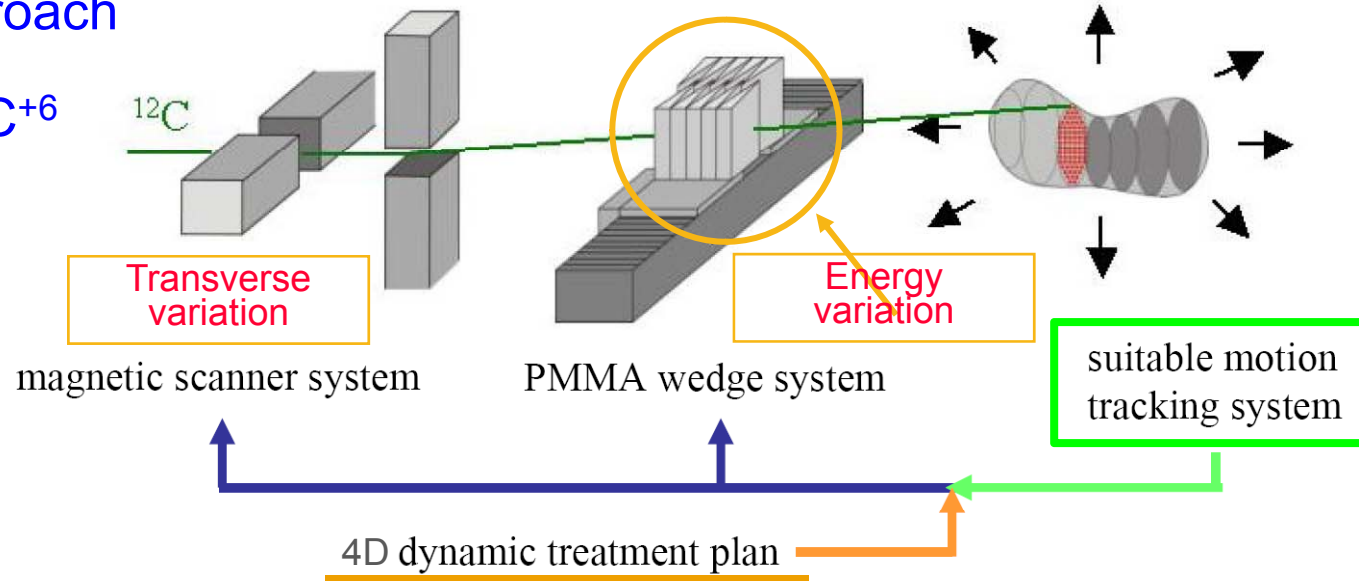 roach
C+6
12C
Transverse
variation
Energy
variation
magnetic scanner system
PMMA wedge system
suitable motion
tracking system
4D dynamic treatment plan